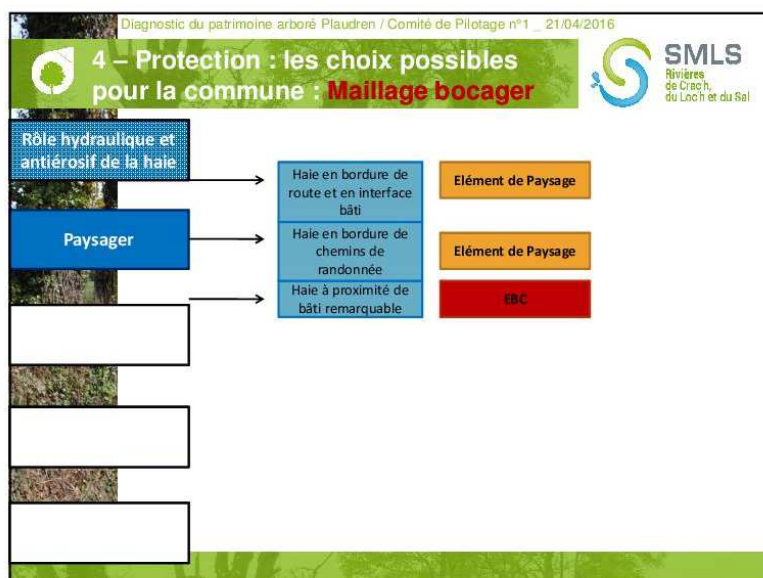 Diagnostic du patrimoine arboré Plaudren / Comité de Pilotage n°1 _ 21/04/2016
4 – Protection : les choix possibles
pour la commune : Maillage bocager
SMLS
Rivières
de Crac'h,
du Loc'h et du Sal
Rôle hydraulique et
antiérosif de la haie
Haie en bordure de
route et en interface
bâti
Elément de Paysage
Paysager
Haie en bordure de
chemins de
randonnée
Elément de Paysage
Haie à proximité de
bâti remarquable
EBC